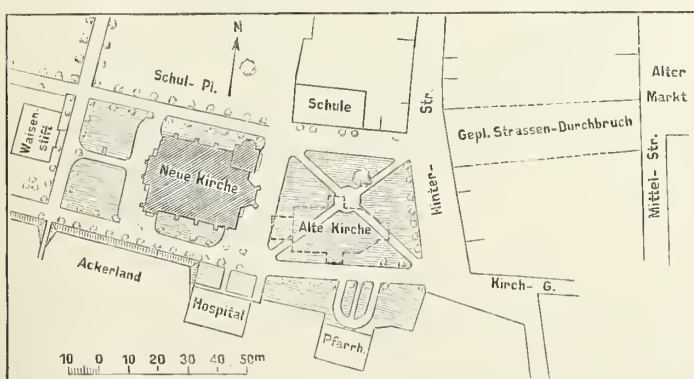 N
Schul- Pl.
Schule
Hinter- Str.
Alter
Markt
Gepl. Strassen-Durchbruch
Mittel- Str.
Waisen-
stift
Neue Kirche
Alte Kirche
Ackerland
Hospital
Pfarrh.
Kirch- G.
10 0 10 20 30 40 50m